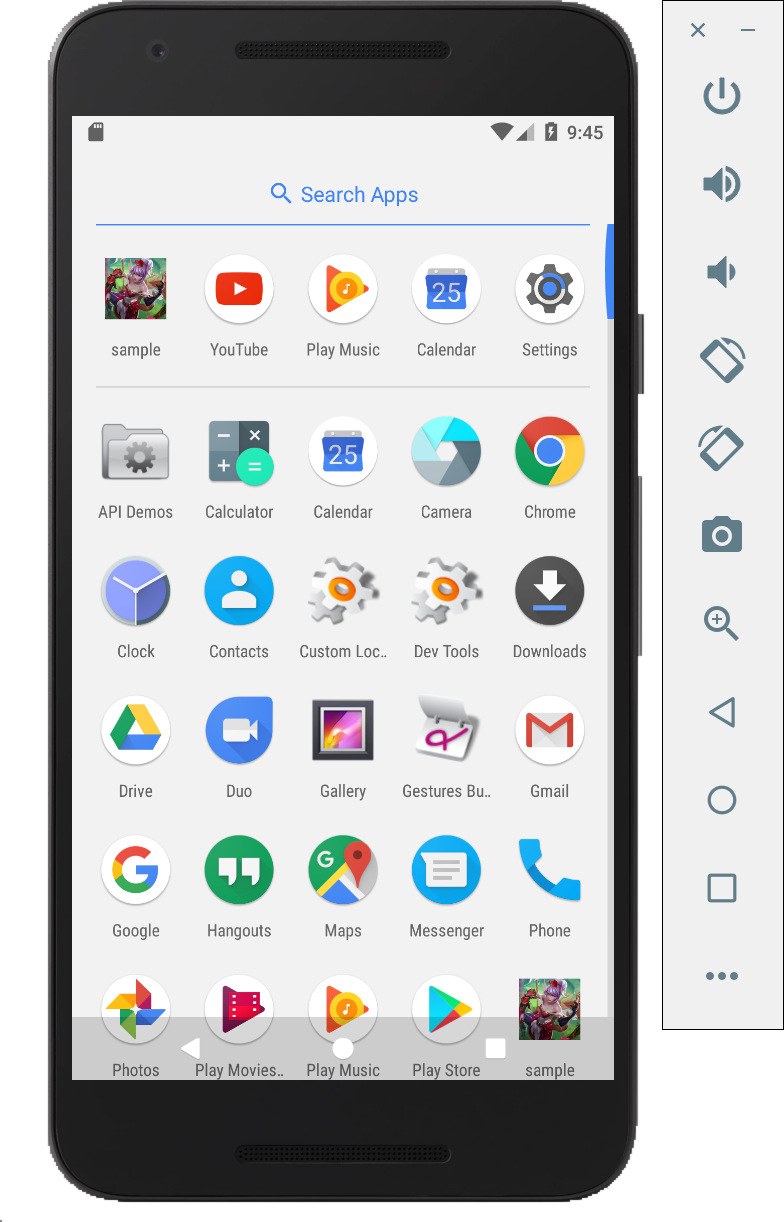 9:45
Search Apps
25
sample YouTube Play Music Calendar Settings
25
API Demos Calculator Calendar Camera Chrome
Clock Contacts Custom Loc.. Dev Tools Downloads
Drive Duo Gallery Gestures Bu.. Gmail
G
Google Hangouts Maps Messenger Phone
Photos Play Movies.. Play Music Play Store sample